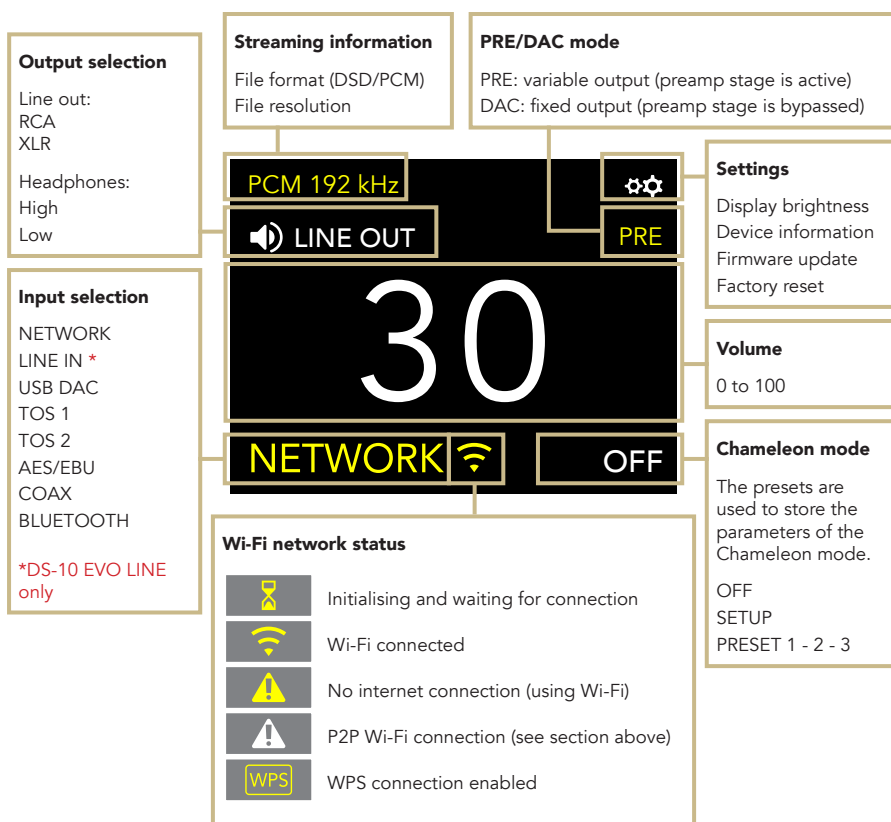 Output selection
Line out:
RCA
XLR
Headphones:
High
Low
Streaming information
File format (DSD/PCM)
File resolution
PRE/DAC mode
PRE: variable output (preamp stage is active)
DAC: fixed output (preamp stage is bypassed)
Settings
Display brightness
Device information
Firmware update
Factory reset
PCM 192 kHz
LINE OUT
PRE
30
NETWORK
OFF
Input selection
NETWORK
LINE IN *
USB DAC
TOS 1
TOS 2
AES/EBU
COAX
BLUETOOTH
*DS-10 EVO LINE
only
Volume
0 to 100
Chameleon mode
The presets are
used to store the
parameters of the
Chameleon mode.
OFF
SETUP
PRESET 1 - 2 - 3
Wi-Fi network status
Initialising and waiting for connection
Wi-Fi connected
No internet connection (using Wi-Fi)
P2P Wi-Fi connection (see section above)
WPS WPS connection enabled